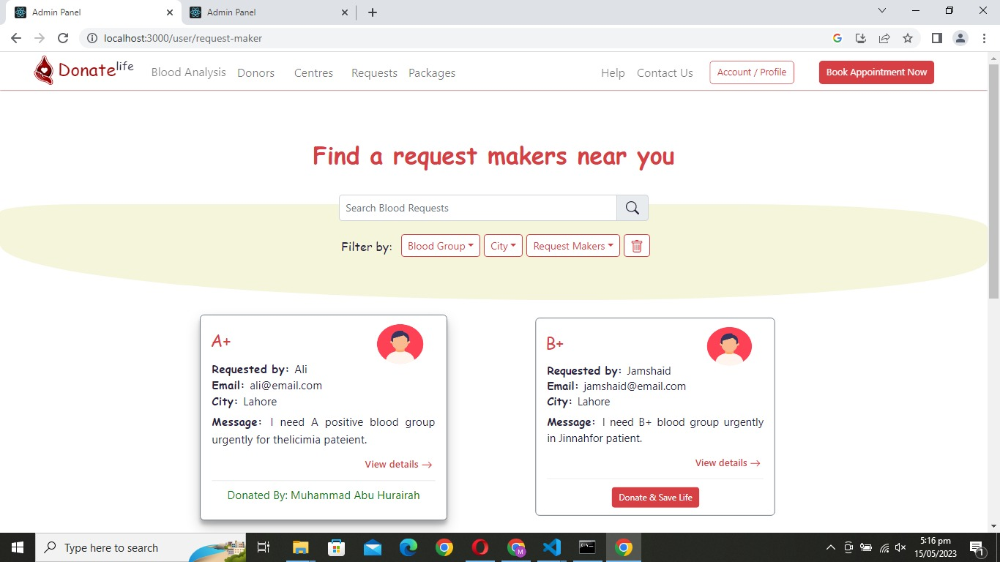 Admin Panel
Admin Panel
localhost:3000/user/request-maker
Donatelife Blood Analysis Donors Centres Requests Packages Help Contact Us Account / Profile Book Appointment Now
Find a request makers near you
Search Blood Requests
Filter by: Blood Group City Request Makers
A+
Requested by: Ali
Email: ali@email.com
City: Lahore
Message: I need A positive blood group
urgently for thelicimia pateient.
View details
Donated By: Muhammad Abu Hurairah
B+
Requested by: Jamshaid
Email: jamshaid@email.com
City: Lahore
Message: I need B+ blood group urgently
in Jinnahfor patient.
View details
Donate & Save Life
Type here to search
5:16 pm
15/05/2023
1